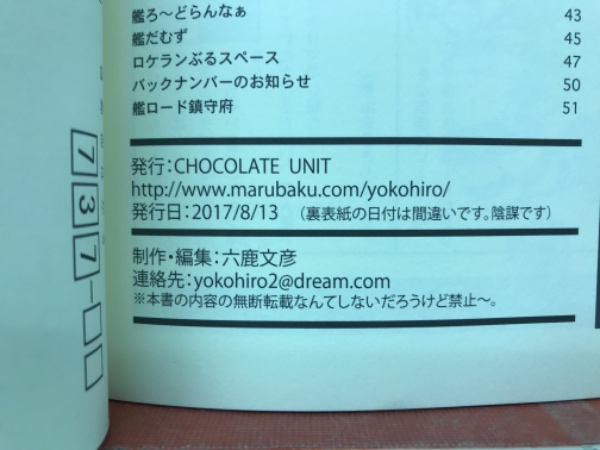 艦ろ～どらんなぁ 43
艦だむず 45
ロケランぶるスペース 47
バックナンバーのお知らせ 50
艦ロード鎮守府 51
発行：CHOCOLATE UNIT
http://www.marubaku.com/yokohiro/
発行日：2017/8/13 （裏表紙の日付は間違いです。陰謀です）
制作・編集：六鹿文彦
連絡先：yokohiro2@dream.com
※本書の内容の無断転載なんてしないだろうけど禁止～。
737-